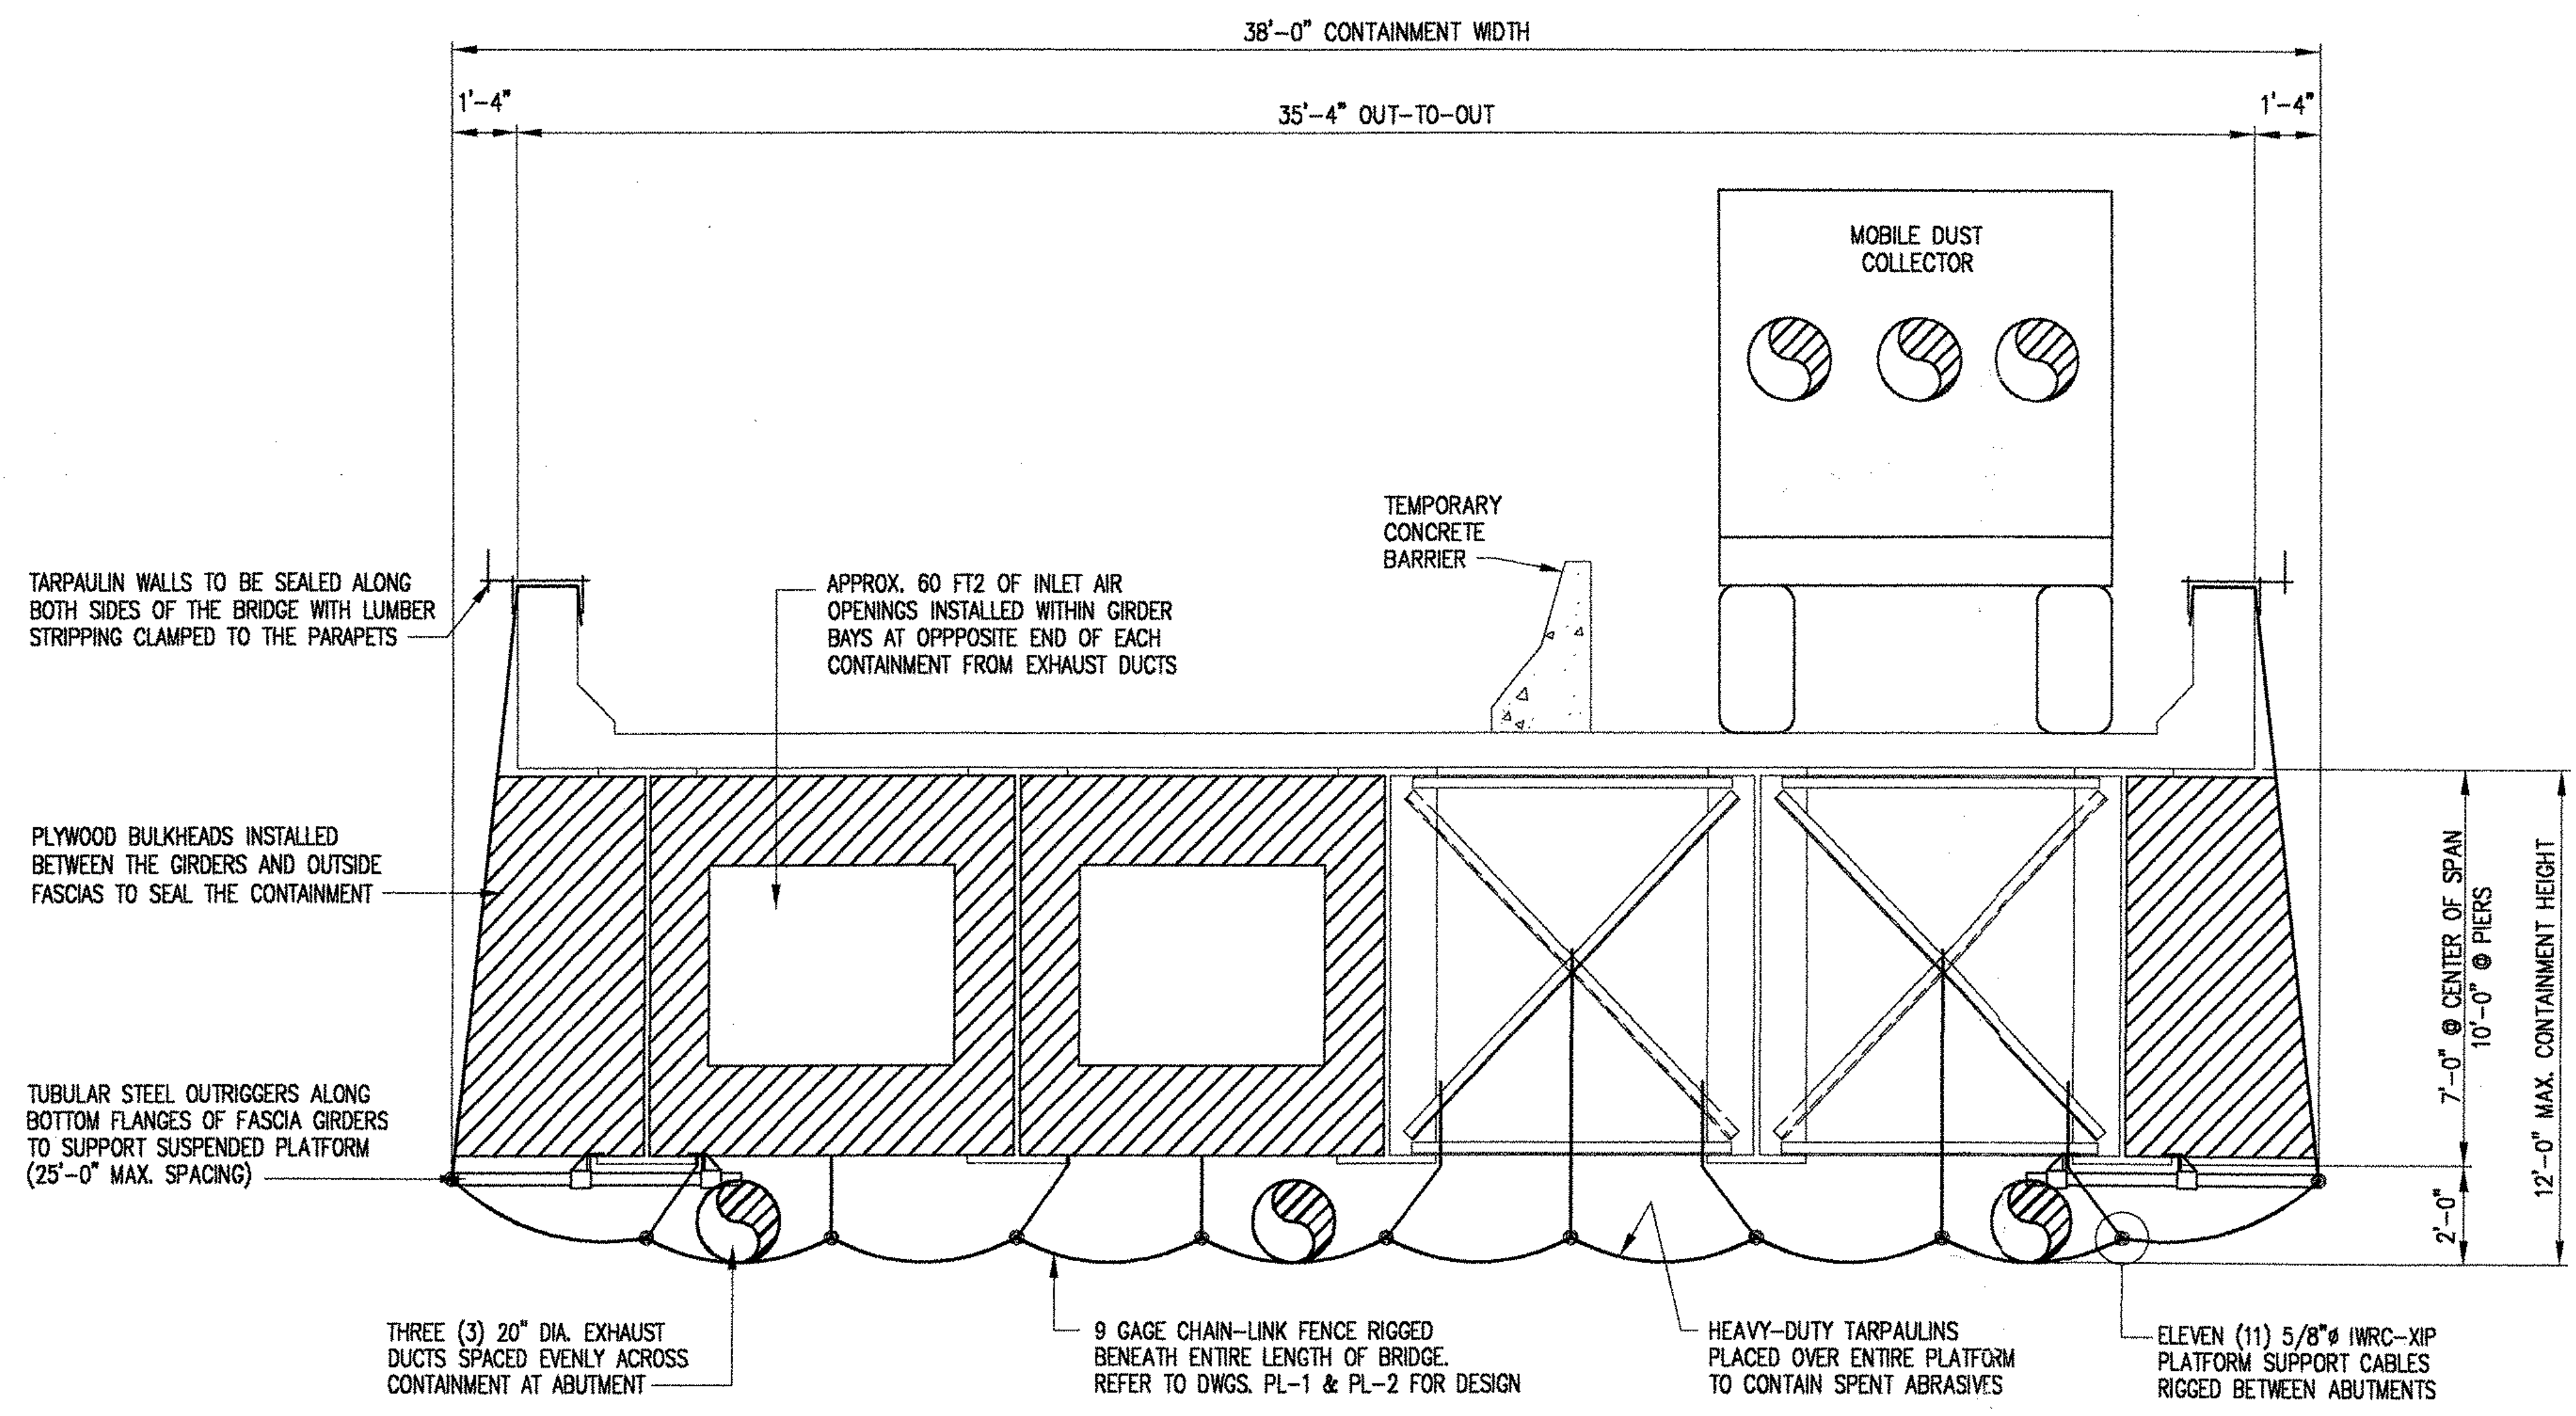 38'-0" CONTAINMENT WIDTH
1'-4"
35'-4" OUT-TO-OUT
1'-4"
MOBILE DUST
COLLECTOR
TEMPORARY
CONCRETE
BARRIER
TARPAULIN WALLS TO BE SEALED ALONG
BOTH SIDES OF THE BRIDGE WITH LUMBER
STRIPPING CLAMPED TO THE PARAPETS
APPROX. 60 FT2 OF INLET AIR
OPENINGS INSTALLED WITHIN GIRDER
BAYS AT OPPPOSITE END OF EACH
CONTAINMENT FROM EXHAUST DUCTS
PLYWOOD BULKHEADS INSTALLED
BETWEEN THE GIRDERS AND OUTSIDE
FASCIAS TO SEAL THE CONTAINMENT
7'-0" @ CENTER OF SPAN
10'-0" @ PIERS
12'-0" MAX. CONTAINMENT HEIGHT
2'-0"
TUBULAR STEEL OUTRIGGERS ALONG
BOTTOM FLANGES OF FASCIA GIRDERS
TO SUPPORT SUSPENDED PLATFORM
(25'-0" MAX. SPACING)
THREE (3) 20" DIA. EXHAUST
DUCTS SPACED EVENLY ACROSS
CONTAINMENT AT ABUTMENT
9 GAGE CHAIN-LINK FENCE RIGGED
BENEATH ENTIRE LENGTH OF BRIDGE.
REFER TO DWGS. PL-1 & PL-2 FOR DESIGN
HEAVY-DUTY TARPAULINS
PLACED OVER ENTIRE PLATFORM
TO CONTAIN SPENT ABRASIVES
ELEVEN (11) 5/8"ø IWRC-XIP
PLATFORM SUPPORT CABLES
RIGGED BETWEEN ABUTMENTS